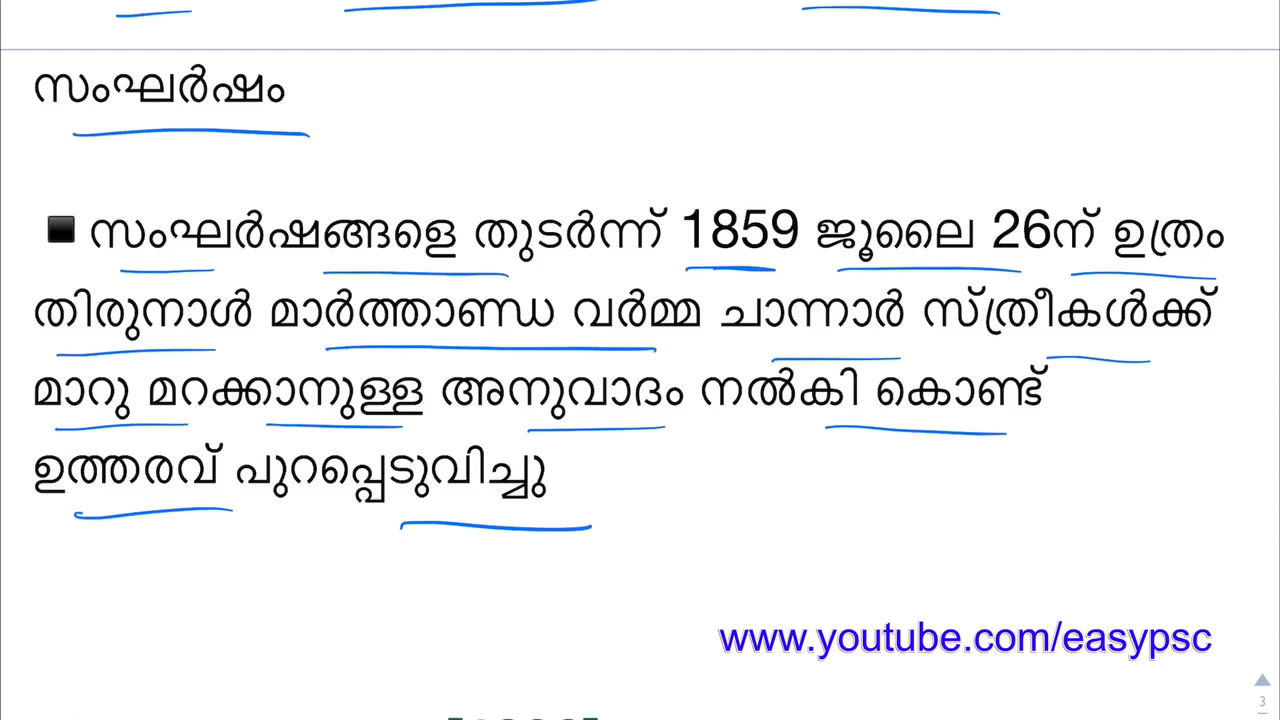 സംഘർഷം
സംഘർഷങ്ങളെ തുടർന്ന് 1859 ജൂലൈ 26ന് ഉത്രം
തിരുനാൾ മാർത്താണ്ഡ വർമ്മ ചാന്നാർ സ്ത്രീകൾക്ക്
മാറു മറക്കാനുള്ള അനുവാദം നൽകി കൊണ്ട്
ഉത്തരവ് പുറപ്പെടുവിച്ചു
www.youtube.com/easypsc
3